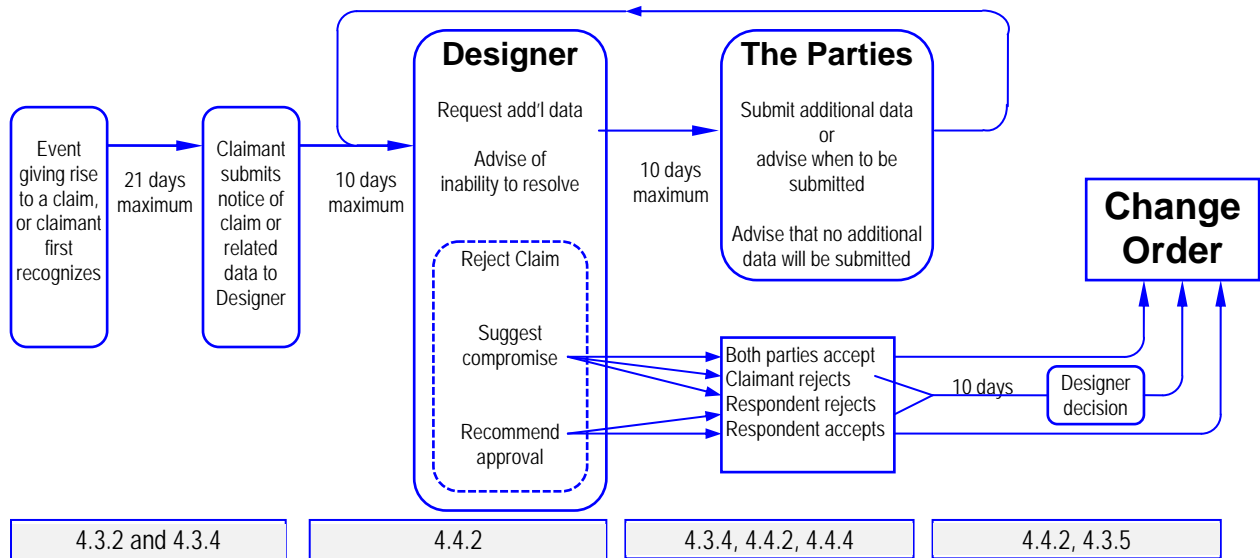 Event
giving rise
to a claim,
or claimant
first
recognizes
21 days
maximum
Claimant
submits
notice of
claim or
related
data to
Designer
10 days
maximum
Designer
Request add'l data
Advise of
inability to resolve
Reject Claim
Suggest
compromise
Recommend
approval
10 days
maximum
The Parties
Submit additional data
or
advise when to be
submitted
Advise that no additional
data will be submitted
Both parties accept
Claimant rejects
Respondent rejects
Respondent accepts
10 days
Designer
decision
Change
Order
4.3.2 and 4.3.4
4.4.2
4.3.4, 4.4.2, 4.4.4
4.4.2, 4.3.5